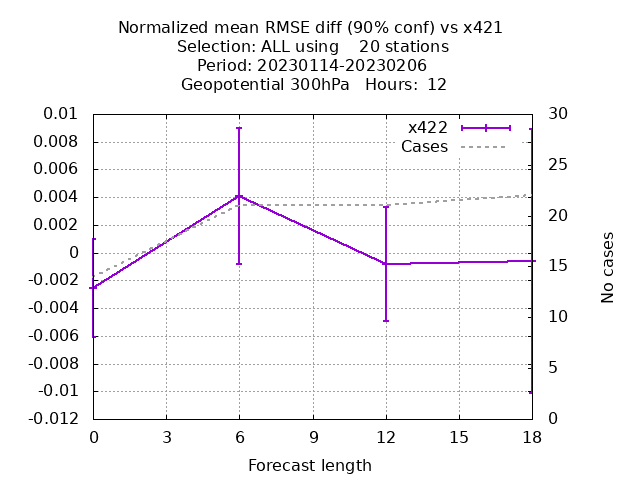 Normalized mean RMSE diff (90% conf) vs x421
Selection: ALL using    20 stations
Period: 20230114-20230206
Geopotential 300hPa   Hours:  12
x422
Cases
0.01
0.008
0.006
0.004
0.002
0
-0.002
-0.004
-0.006
-0.008
-0.01
-0.012
30
25
20
15
10
5
0
No cases
0 3 6 9 12 15 18
Forecast length